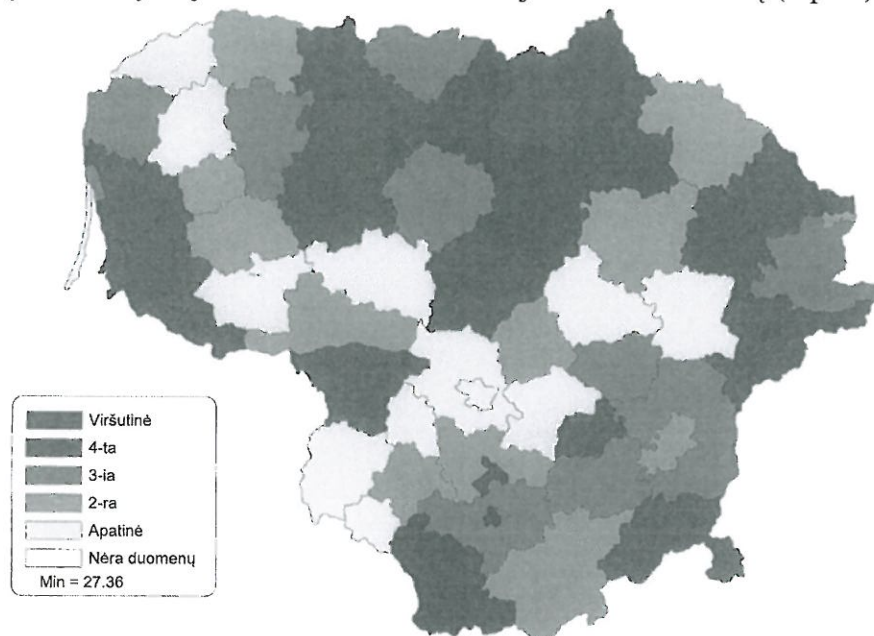 Viršutinė
4-ta
3-ia
2-ra
Apatinė
Nėra duomenų
Min = 27.36